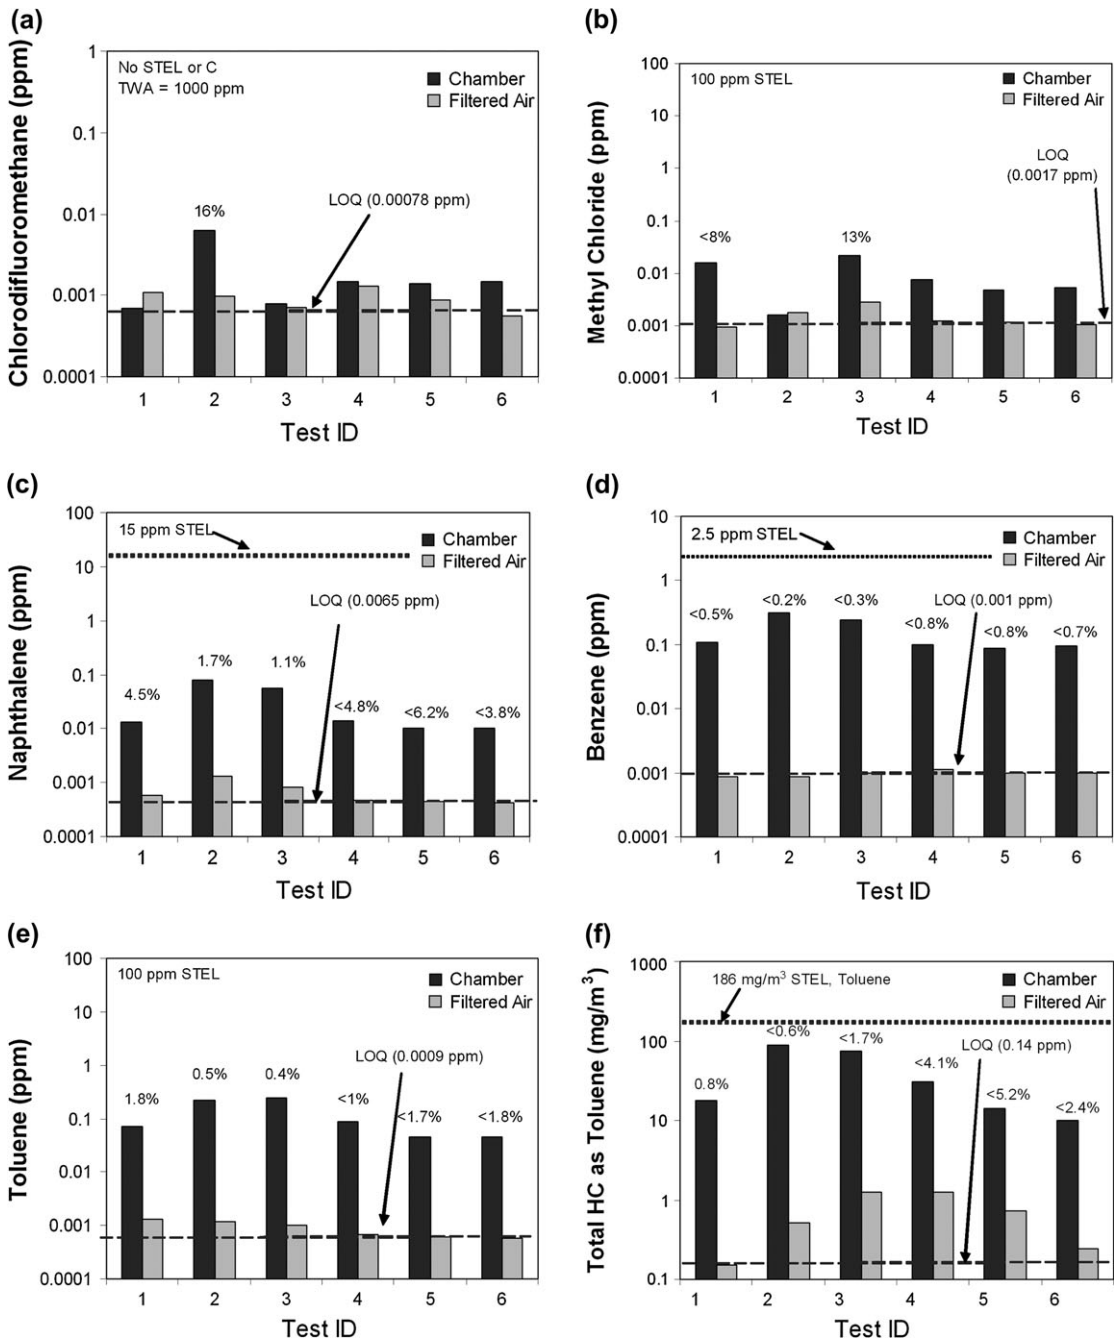 (a)
Chlorodifluoromethane (ppm)
1
0.1
0.01
0.001
0.0001
No STEL or C
TWA = 1000 ppm
Chamber
Filtered Air
16%
LOQ (0.00078 ppm)
1 2 3 4 5 6
Test ID
(b)
Methyl Chloride (ppm)
100
10
1
0.1
0.01
0.001
0.0001
100 ppm STEL
Chamber
Filtered Air
LOQ
(0.0017 ppm)
<8%
13%
1 2 3 4 5 6
Test ID
(c)
Naphthalene (ppm)
100
10
1
0.1
0.01
0.001
0.0001
15 ppm STEL
Chamber
Filtered Air
LOQ (0.0065 ppm)
4.5% 1.7% 1.1% <4.8% <6.2% <3.8%
1 2 3 4 5 6
Test ID
(d)
Benzene (ppm)
10
1
0.1
0.01
0.001
0.0001
2.5 ppm STEL
Chamber
Filtered Air
LOQ (0.001 ppm)
<0.5% <0.2% <0.3% <0.8% <0.8% <0.7%
1 2 3 4 5 6
Test ID
(e)
Toluene (ppm)
100
10
1
0.1
0.01
0.001
0.0001
100 ppm STEL
Chamber
Filtered Air
LOQ (0.0009 ppm)
1.8% 0.5% 0.4% <1% <1.7% <1.8%
1 2 3 4 5 6
Test ID
(f)
Total HC as Toluene (mg/m³)
1000
100
10
1
0.1
186 mg/m³ STEL, Toluene
Chamber
Filtered Air
LOQ (0.14 ppm)
0.8% <0.6% <1.7% <4.1% <5.2% <2.4%
1 2 3 4 5 6
Test ID